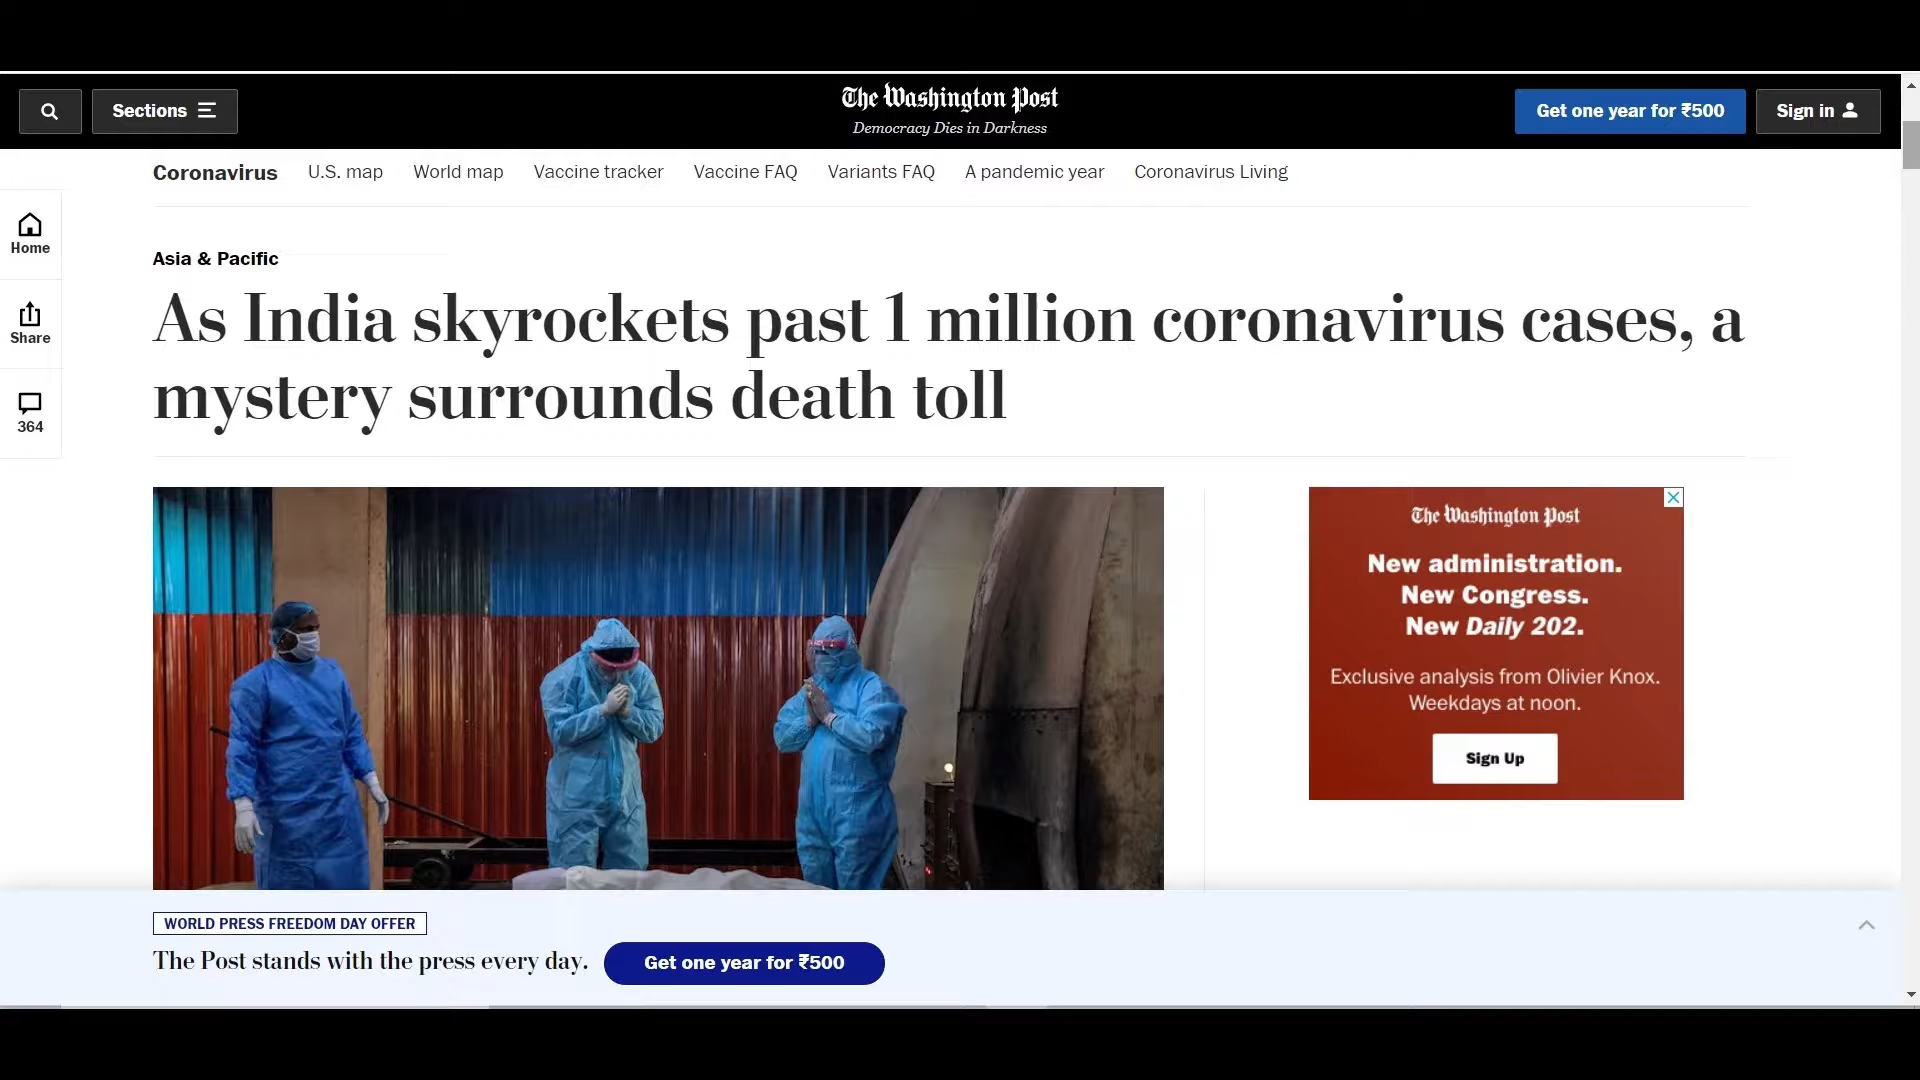 Sections
The Washington Post
Democracy Dies in Darkness
Get one year for ₹500
Sign in
Coronavirus U.S. map World map Vaccine tracker Vaccine FAQ Variants FAQ A pandemic year Coronavirus Living
Home
Share
364
Asia & Pacific
As India skyrockets past 1 million coronavirus cases, a
mystery surrounds death toll
The Washington Post
New administration.
New Congress.
New Daily 202.
Exclusive analysis from Olivier Knox.
Weekdays at noon.
Sign Up
WORLD PRESS FREEDOM DAY OFFER
The Post stands with the press every day.
Get one year for ₹500